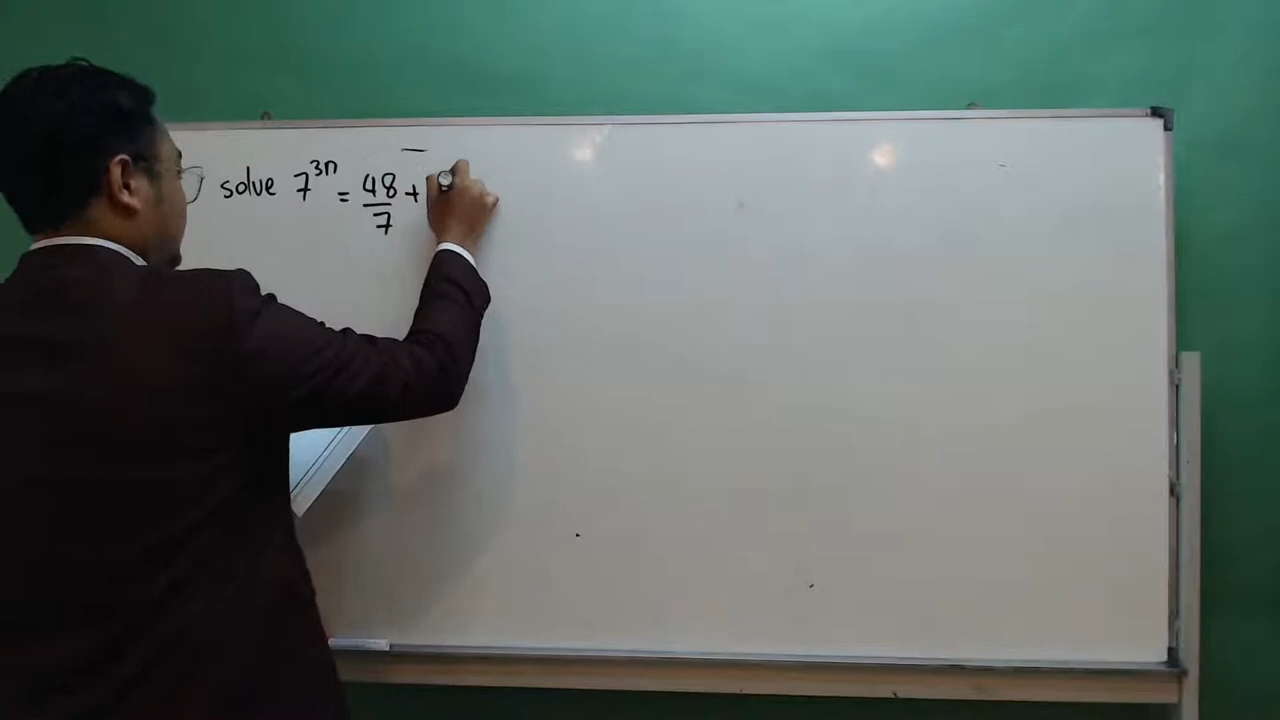 solve 7^{3n} = 48/7 +